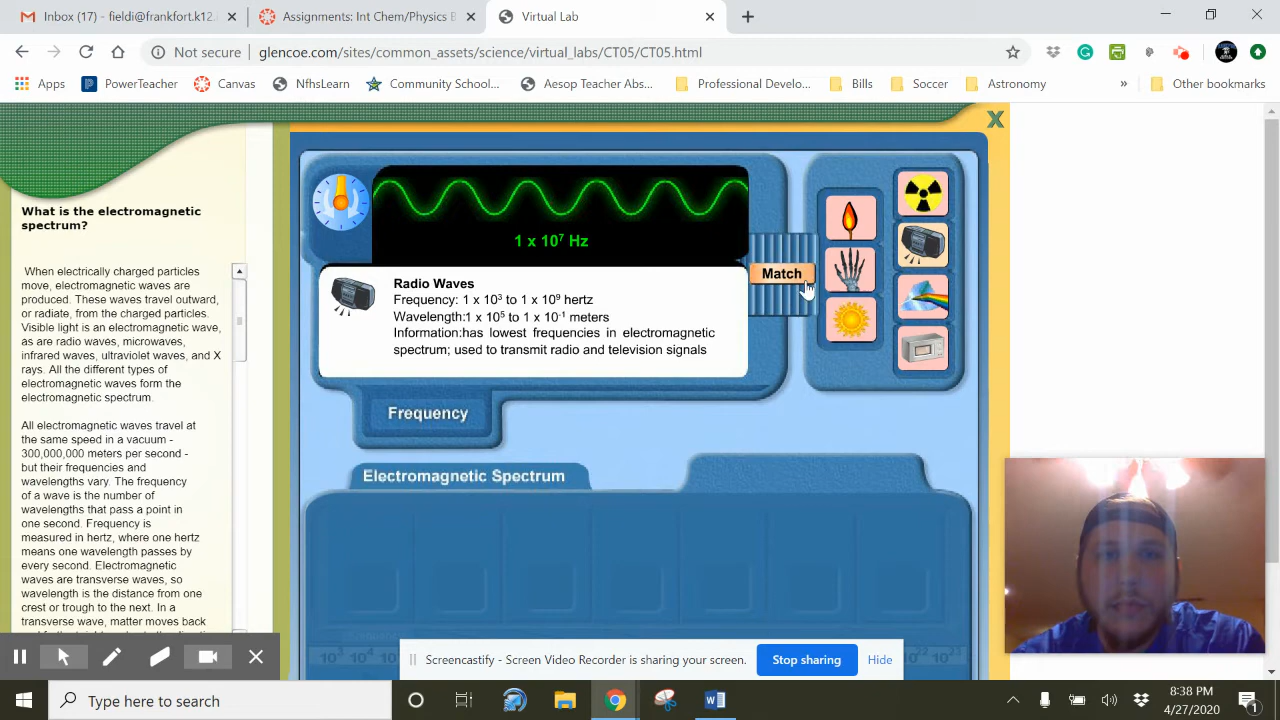 Inbox (17) - fieldi@frankfort.k12.
Assignments: Int Chem/Physics B
Virtual Lab
Not secure
glencoe.com/sites/common_assets/science/virtual_labs/CT05/CT05.html
Apps
PowerTeacher
Canvas
NfhsLearn
Community School...
Aesop Teacher Abs...
Professional Develo...
Bills
Soccer
Astronomy
»
Other bookmarks
X
What is the electromagnetic
spectrum?
When electrically charged particles
move, electromagnetic waves are
produced. These waves travel outward,
or radiate, from the charged particles.
Visible light is an electromagnetic wave,
as are radio waves, microwaves,
infrared waves, ultraviolet waves, and X
rays. All the different types of
electromagnetic waves form the
electromagnetic spectrum.
All electromagnetic waves travel at
the same speed in a vacuum -
300,000,000 meters per second -
but their frequencies and
wavelengths vary. The frequency
of a wave is the number of
wavelengths that pass a point in
one second. Frequency is
measured in hertz, where one hertz
means one wavelength passes by
every second. Electromagnetic
waves are transverse waves, so
wavelength is the distance from one
crest or trough to the next. In a
transverse wave, matter moves back
1 x 10⁷ Hz
Radio Waves
Frequency: 1 x 10³ to 1 x 10⁹ hertz
Wavelength:1 x 10⁵ to 1 x 10⁻¹ meters
Information:has lowest frequencies in electromagnetic
spectrum; used to transmit radio and television signals
Match
Frequency
Electromagnetic Spectrum
10³ 10⁴ 10
10²² 10²³
Screencastify - Screen Video Recorder is sharing your screen.
Stop sharing
Hide
Type here to search
8:38 PM
4/27/2020
1